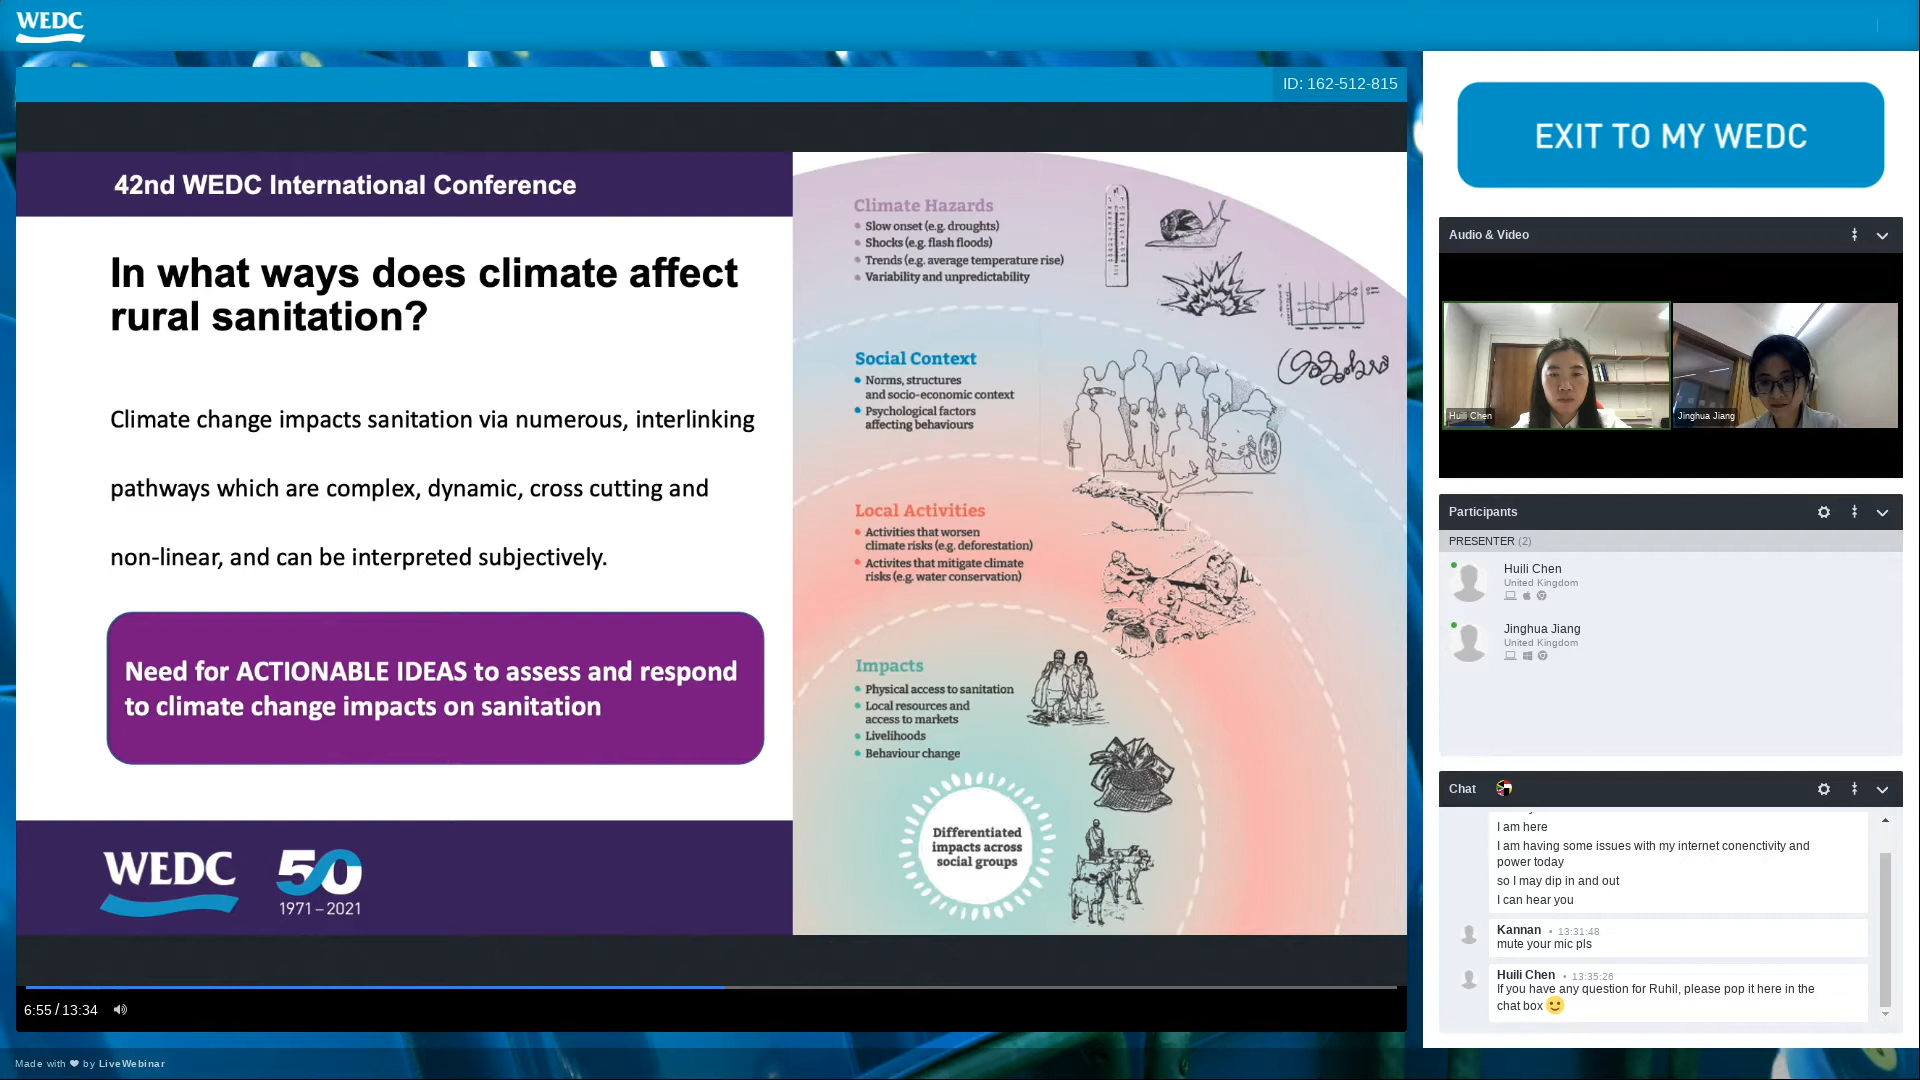 WEDC
ID: 162-512-815
42nd WEDC International Conference
In what ways does climate affect
rural sanitation?
Climate change impacts sanitation via numerous, interlinking
pathways which are complex, dynamic, cross cutting and
non-linear, and can be interpreted subjectively.
Need for ACTIONABLE IDEAS to assess and respond
to climate change impacts on sanitation
WEDC
50
1971 – 2021
Climate Hazards
• Slow onset (e.g. droughts)
• Shocks (e.g. flash floods)
• Trends (e.g. average temperature rise)
• Variability and unpredictability
Social Context
• Norms, structures
and socio-economic context
• Psychological factors
affecting behaviours
Local Activities
• Activities that worsen
climate risks (e.g. deforestation)
• Activites that mitigate climate
risks (e.g. water conservation)
Impacts
• Physical access to sanitation
• Local resources and
access to markets
• Livelihoods
• Behaviour change
Differentiated
impacts across
social groups
6:55 / 13:34
Made with ❤ by LiveWebinar
EXIT TO MY WEDC
Audio & Video
Huili Chen
Jinghua Jiang
Participants
PRESENTER (2)
Huili Chen
United Kingdom
Jinghua Jiang
United Kingdom
Chat
I am here
I am having some issues with my internet conenctivity and
power today
so I may dip in and out
I can hear you
Kannan • 13:31:48
mute your mic pls
Huili Chen • 13:35:26
If you have any question for Ruhil, please pop it here in the
chat box 🙂